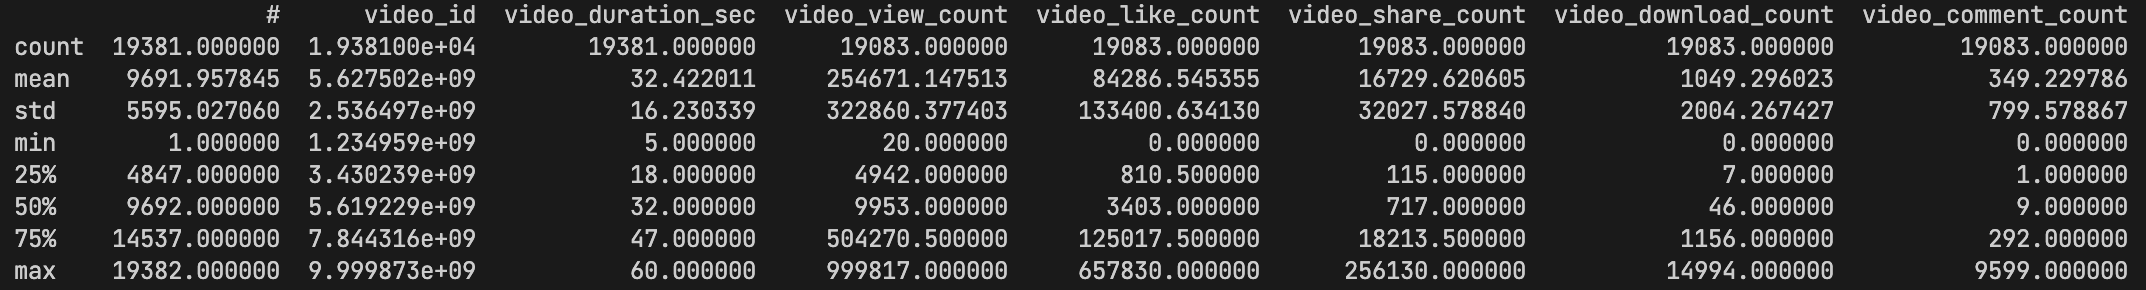 # video_id video_duration_sec video_view_count video_like_count video_share_count video_download_count video_comment_count
count 19381.000000 1.938100e+04 19381.000000 19083.000000 19083.000000 19083.000000 19083.000000 19083.000000
mean 9691.957845 5.627502e+09 32.422011 254671.147513 84286.545355 16729.620605 1049.296023 349.229786
std 5595.027060 2.536497e+09 16.230339 322860.377403 133400.634130 32027.578840 2004.267427 799.578867
min 1.000000 1.234959e+09 5.000000 20.000000 0.000000 0.000000 0.000000 0.000000
25% 4847.000000 3.430239e+09 18.000000 4942.000000 810.500000 115.000000 7.000000 1.000000
50% 9692.000000 5.619229e+09 32.000000 9953.000000 3403.000000 717.000000 46.000000 9.000000
75% 14537.000000 7.844316e+09 47.000000 504270.500000 125017.500000 18213.500000 1156.000000 292.000000
max 19382.000000 9.999873e+09 60.000000 999817.000000 657830.000000 256130.000000 14994.000000 9599.000000